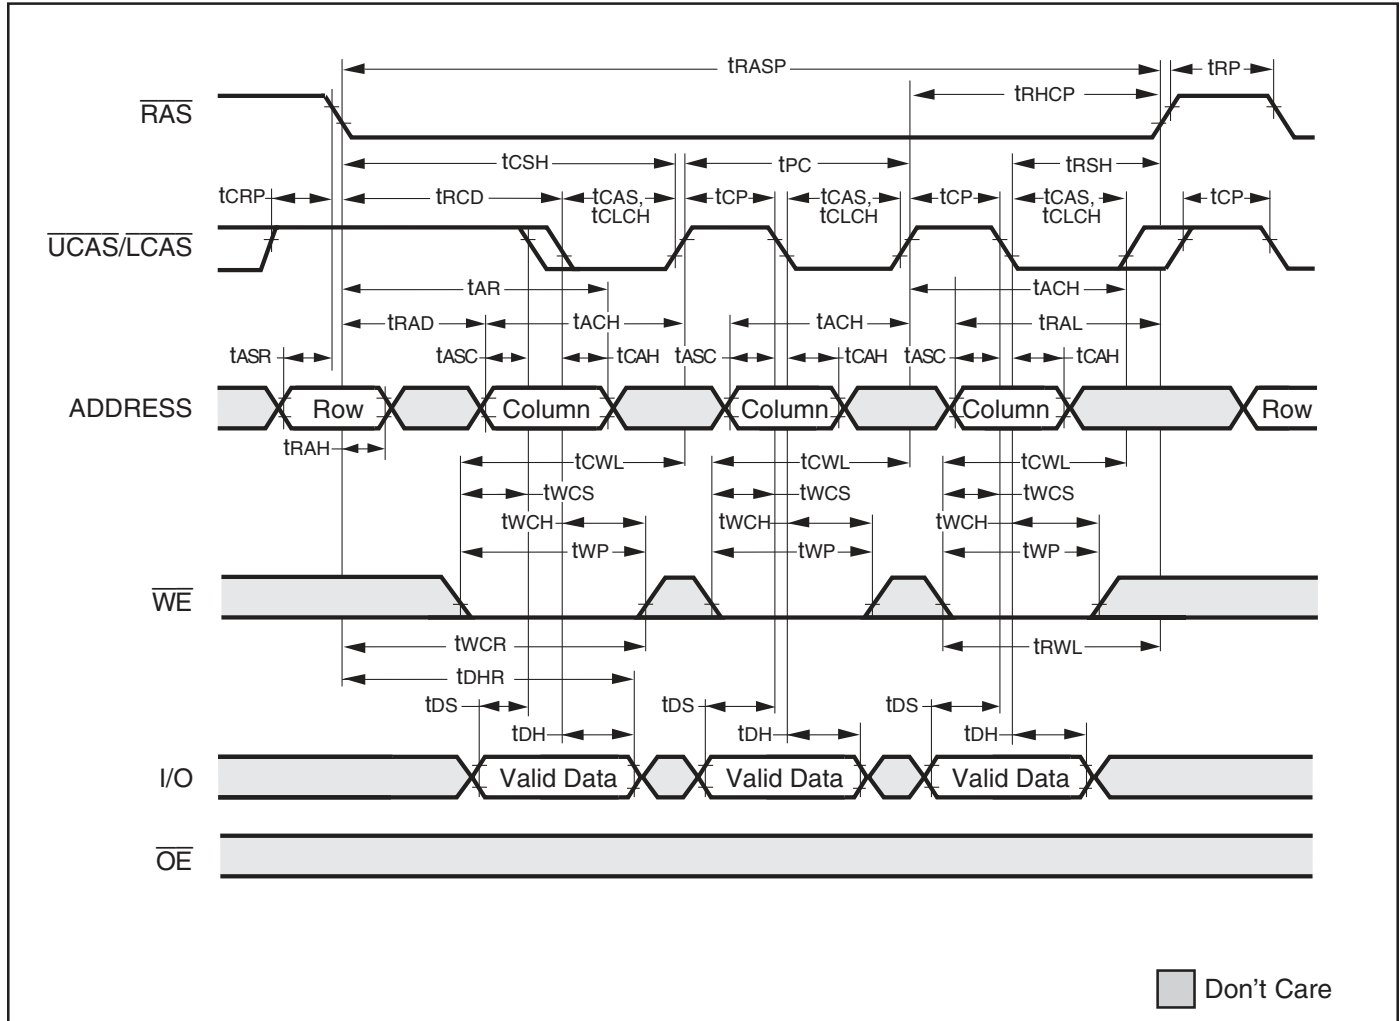 tRASP tRP
tRHCP
RAS
tCSH tPC tRSH
tCRP tRCD tCAS, tCLCH tCP tCAS, tCLCH tCP tCAS, tCLCH tCP
UCAS/LCAS
tAR tACH
tRAD tACH tACH tRAL
tASR tASC tCAH tASC tCAH tASC tCAH
ADDRESS Row Column Column Column Row
tRAH
tCWL tCWL tCWL
tWCS tWCS tWCS
tWCH tWCH tWCH
tWP tWP tWP
WE
tWCR tRWL
tDHR
tDS tDS tDS
tDH tDH tDH
I/O Valid Data Valid Data Valid Data
OE
Don't Care